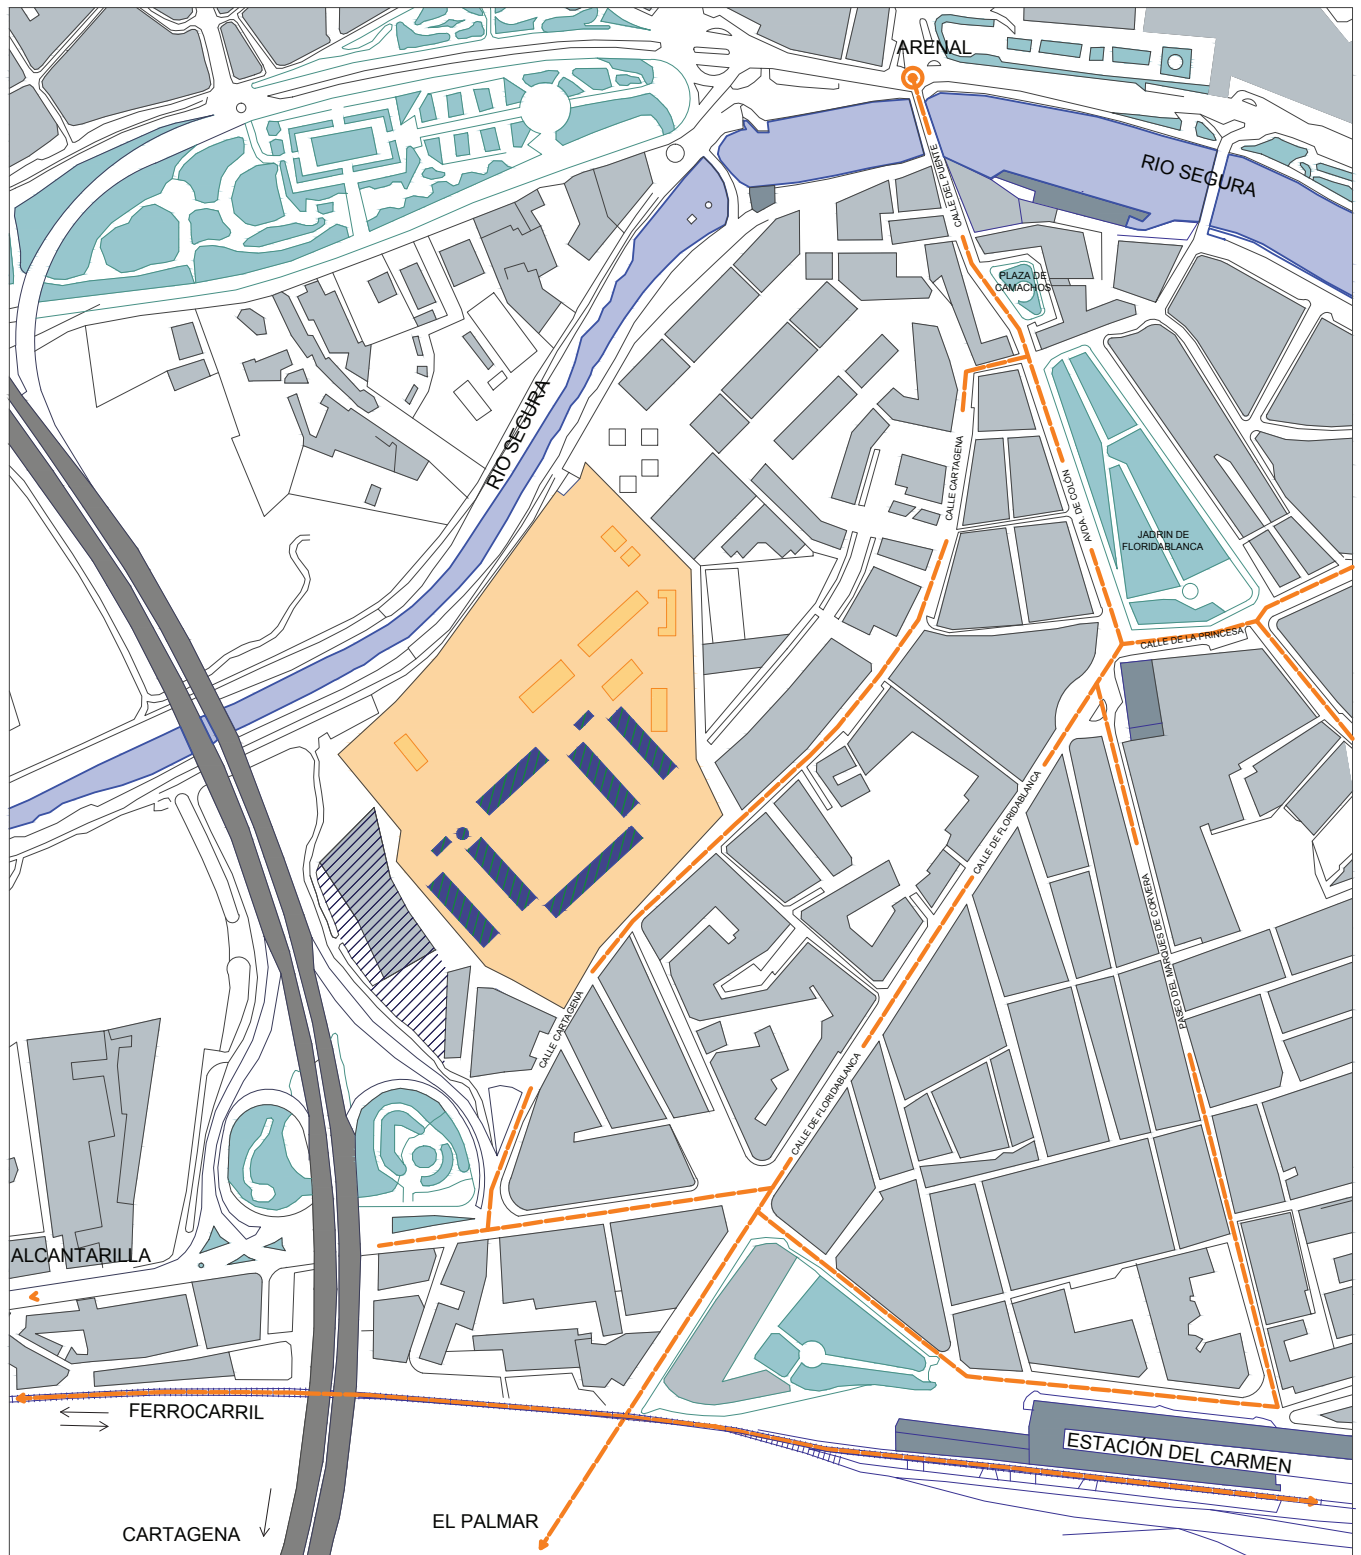 ARENAL
RIO SEGURA
CALLE DEL PUENTE
PLAZA DE
CAMACHOS
RIO SEGURA
CALLE CARTAGENA
AVDA. DE COLÓN
JADRIN DE
FLORIDABLANCA
CALLE DE LA PRINCESA
CALLE DE FLORIDABLANCA
PASEO DEL MARQUES DE CORVERA
CALLE CARTAGENA
CALLE DE FLORIDABLANCA
ALCANTARILLA
FERROCARRIL
ESTACIÓN DEL CARMEN
CARTAGENA
EL PALMAR